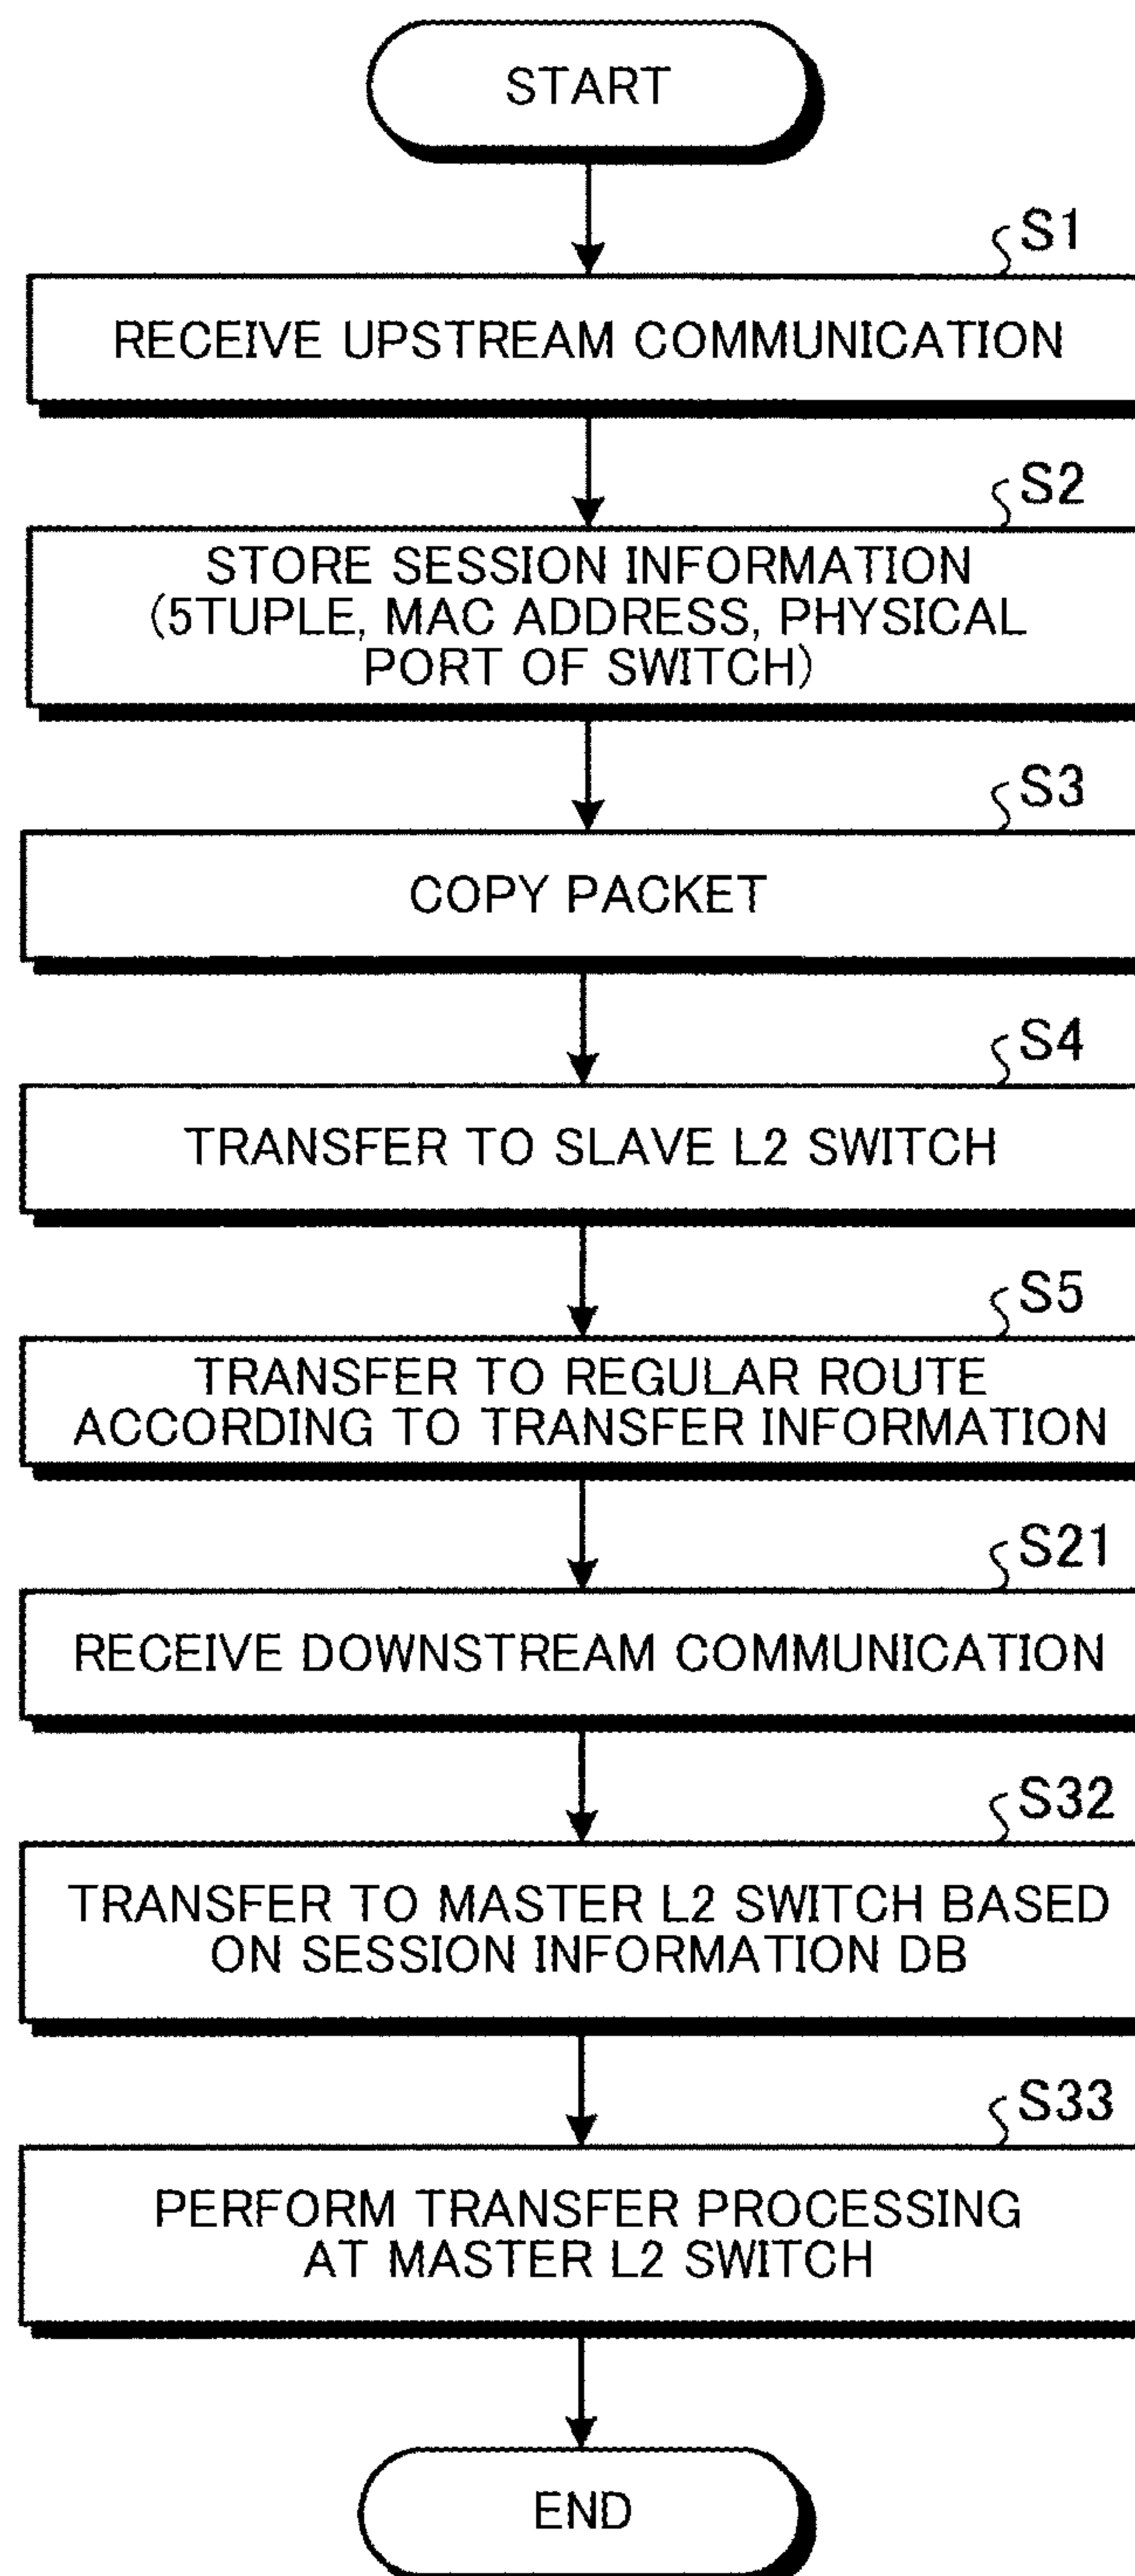 START
S1
RECEIVE UPSTREAM COMMUNICATION
S2
STORE SESSION INFORMATION
(5TUPLE, MAC ADDRESS, PHYSICAL
PORT OF SWITCH)
S3
COPY PACKET
S4
TRANSFER TO SLAVE L2 SWITCH
S5
TRANSFER TO REGULAR ROUTE
ACCORDING TO TRANSFER INFORMATION
S21
RECEIVE DOWNSTREAM COMMUNICATION
S32
TRANSFER TO MASTER L2 SWITCH BASED
ON SESSION INFORMATION DB
S33
PERFORM TRANSFER PROCESSING
AT MASTER L2 SWITCH
END